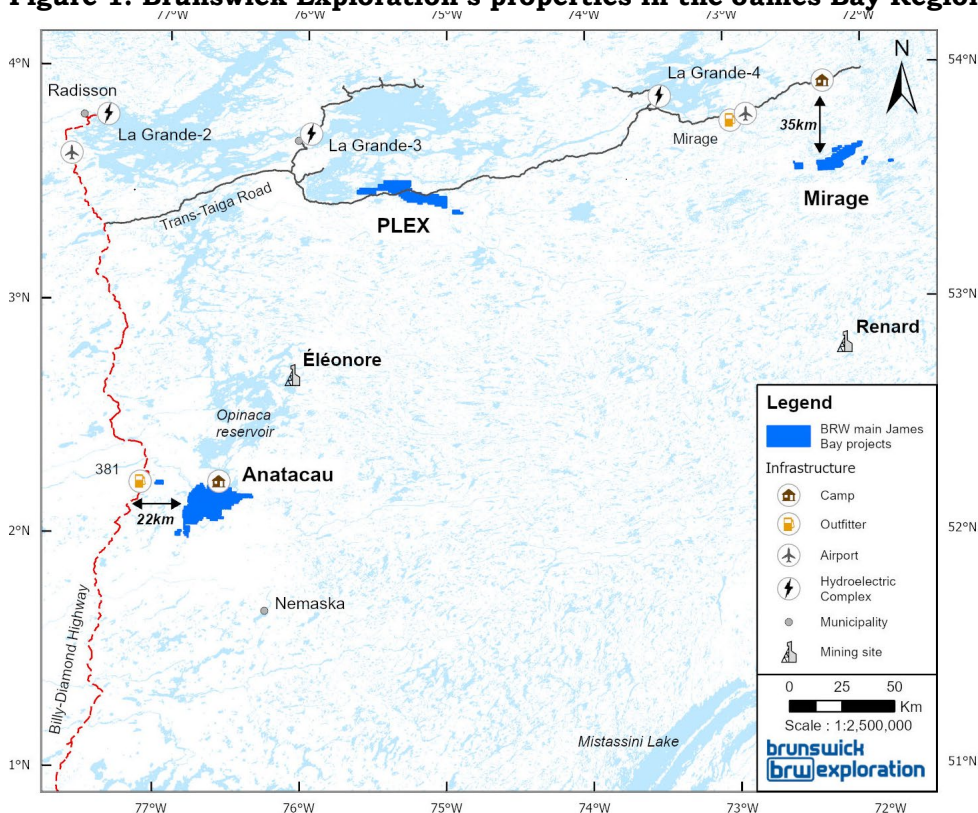 Figure 1: Brunswick Exploration's properties in the James Bay Region
77°W 76°W 75°W 74°W 73°W 72°W
4°N
54°N
N
Radisson
La Grande-2
La Grande-3
La Grande-4
Mirage
35km
Mirage
Trans-Taiga Road
PLEX
3°N
53°N
Renard
Éléonore
Opinaca
reservoir
381
Anatacau
22km
2°N
52°N
Nemaska
Billy-Diamond Highway
Mistassini Lake
1°N
51°N
Legend
BRW main James
Bay projects
Infrastructure
Camp
Outfitter
Airport
Hydroelectric
Complex
Municipality
Mining site
0 25 50
Km
Scale : 1:2,500,000
brunswick
brw exploration
77°W 76°W 75°W 74°W 73°W 72°W